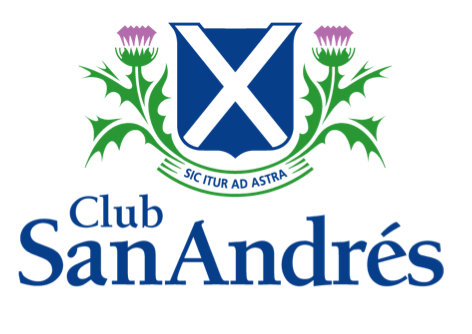 SIC ITUR AD ASTRA
Club
SanAndrés